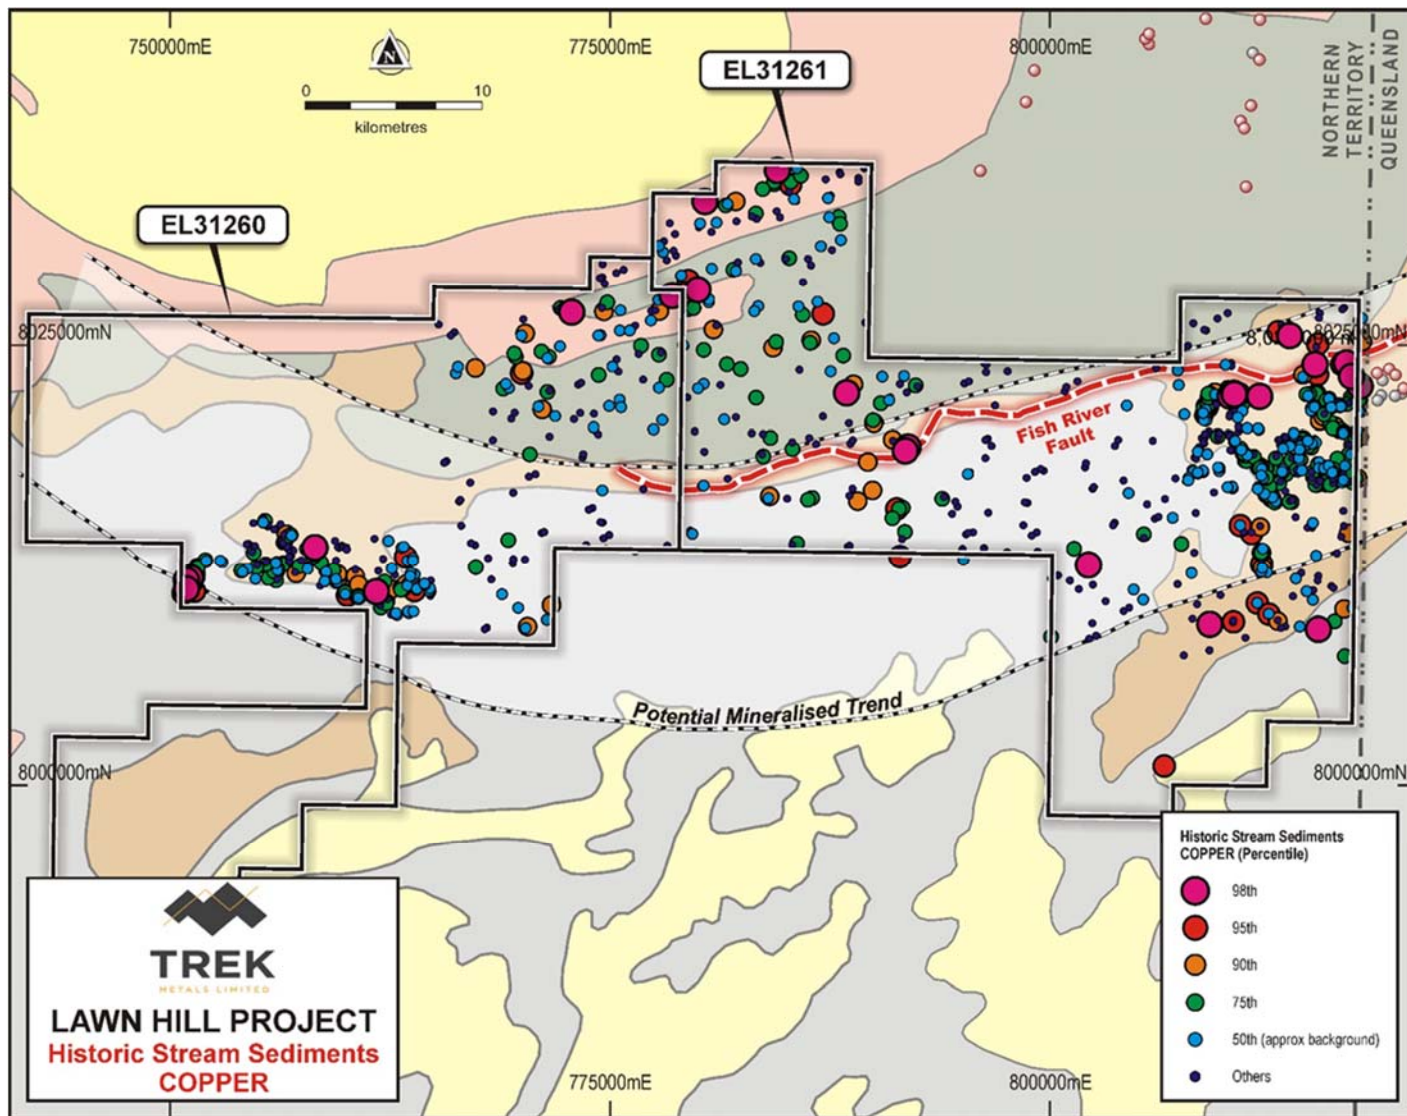 750000mE
775000mE
800000mE
N
0 10
kilometres
EL31261
NORTHERN
TERRITORY
QUEENSLAND
EL31260
8025000mN
8025000mN
Fish River
Fault
Potential Mineralised Trend
8000000mN
8000000mN
TREK
METALS LIMITED
LAWN HILL PROJECT
Historic Stream Sediments
COPPER
775000mE
800000mE
Historic Stream Sediments
COPPER (Percentile)
98th
95th
90th
75th
50th (approx background)
Others